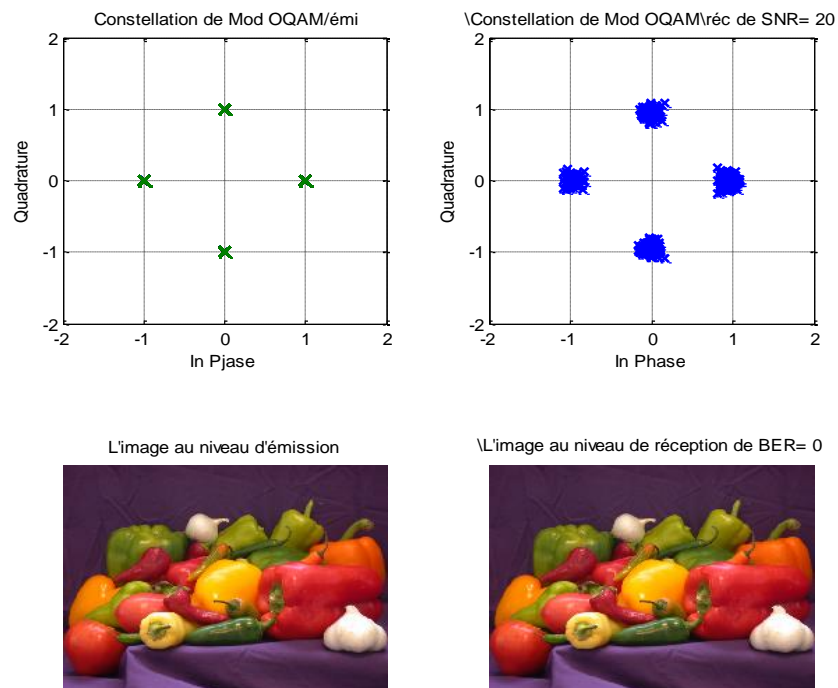 Constellation de Mod OQAM/émi
2
1
0
-1
-2
Quadrature
-2 -1 0 1 2
In Pjase
\Constellation de Mod OQAM\réc de SNR= 20
2
1
0
-1
-2
Quadrature
-2 -1 0 1 2
In Phase
L'image au niveau d'émission
\L'image au niveau de réception de BER= 0